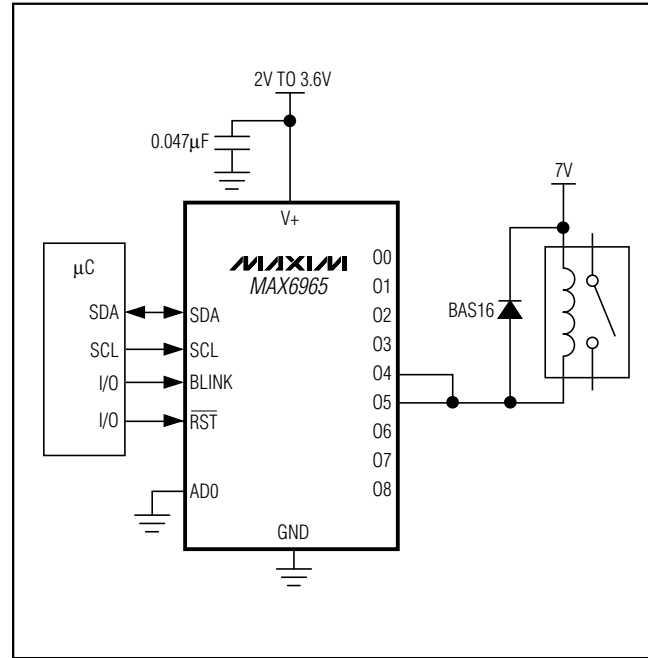 2V TO 3.6V
0.047μF
7V
V+
μC
MAXIM
MAX6965
O0
O1
O2
O3
O4
O5
O6
O7
O8
BAS16
SDA
SDA
SCL
SCL
I/O
BLINK
I/O
RST
AD0
GND